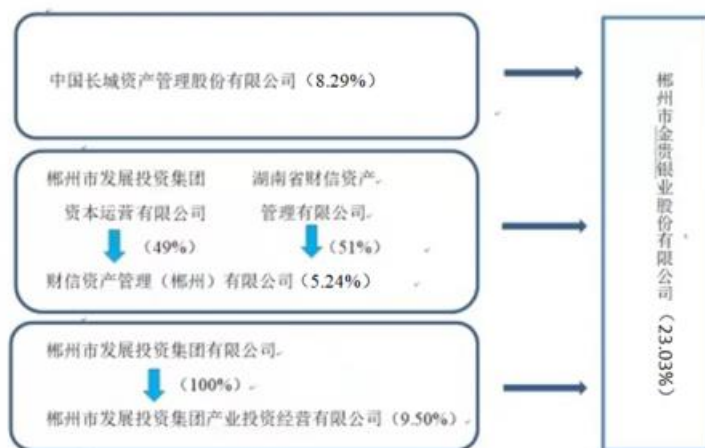 中国长城资产管理股份有限公司（8.29%）
郴州市发展投资集团 湖南省财信资产
资本运营有限公司 管理有限公司
（49%） （51%）
财信资产管理（郴州）有限公司（5.24%）
郴州市发展投资集团有限公司
（100%）
郴州市发展投资集团产业投资经营有限公司（9.50%）
郴州市金贵银业股份有限公司（23.03%）